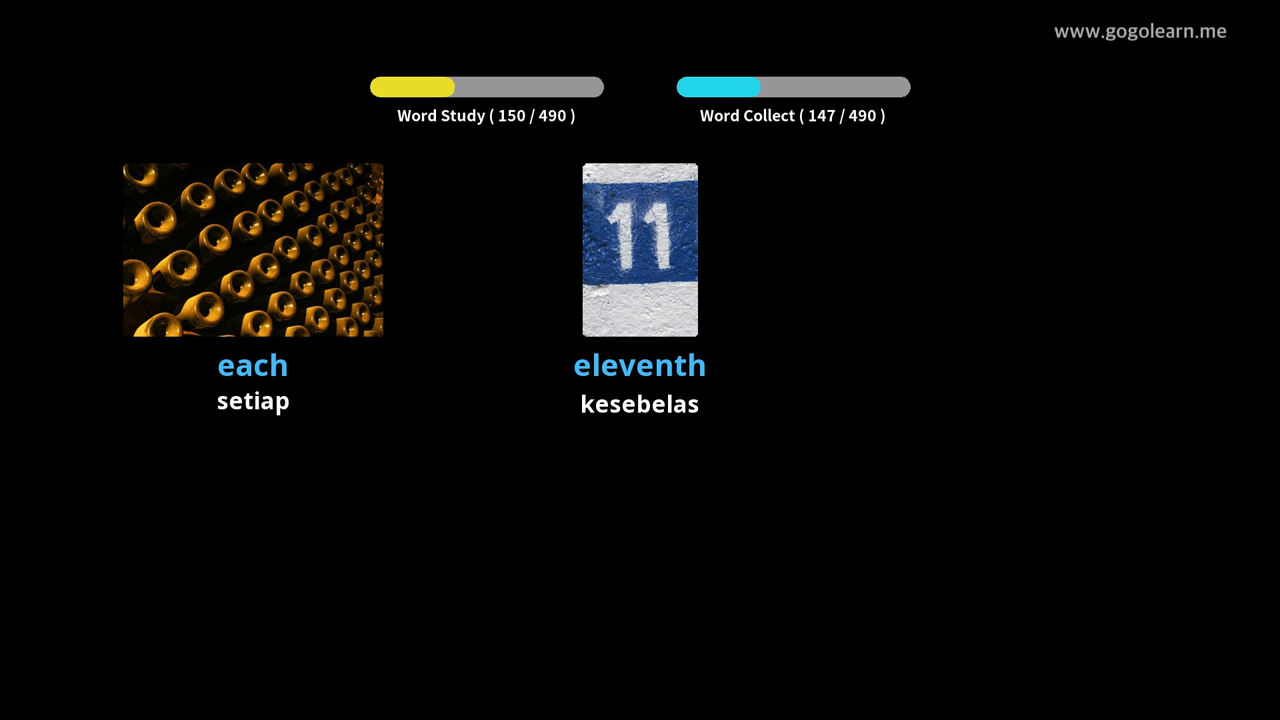 www.gogolearn.me
Word Study ( 150 / 490 )
Word Collect ( 147 / 490 )
11
each
setiap
eleventh
kesebelas